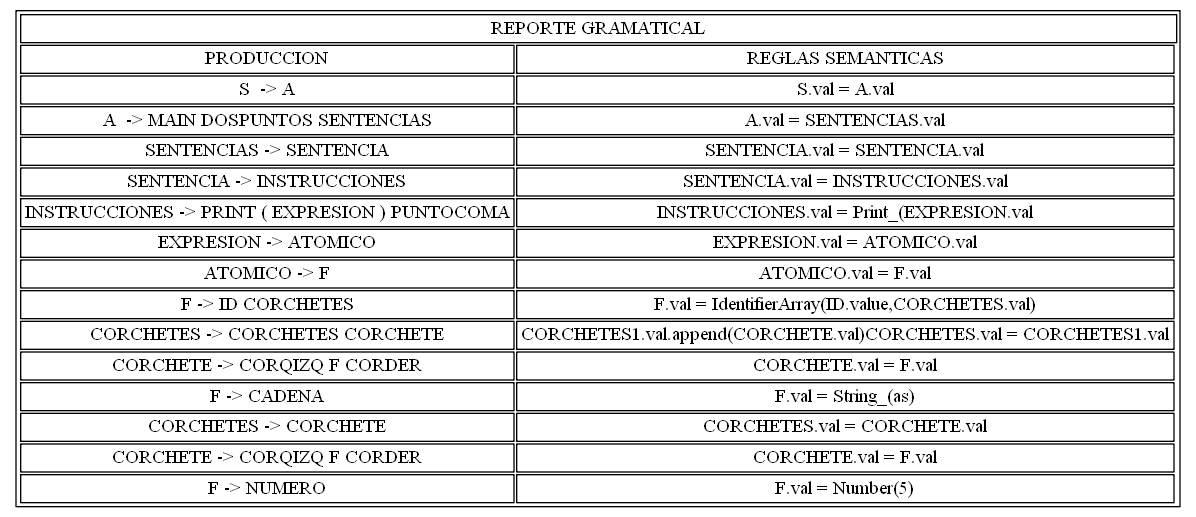 REPORTE GRAMATICAL
PRODUCCION REGLAS SEMANTICAS
S -> A S.val = A.val
A -> MAIN DOSPUNTOS SENTENCIAS A.val = SENTENCIAS.val
SENTENCIAS -> SENTENCIA SENTENCIA.val = SENTENCIA.val
SENTENCIA -> INSTRUCCIONES SENTENCIA.val = INSTRUCCIONES.val
INSTRUCCIONES -> PRINT ( EXPRESION ) PUNTOCOMA INSTRUCCIONES.val = Print_(EXPRESION.val
EXPRESION -> ATOMICO EXPRESION.val = ATOMICO.val
ATOMICO -> F ATOMICO.val = F.val
F -> ID CORCHETES F.val = IdentifierArray(ID.value,CORCHETES.val)
CORCHETES -> CORCHETES CORCHETE CORCHETES1.val.append(CORCHETE.val)CORCHETES.val = CORCHETES1.val
CORCHETE -> CORQIZQ F CORDER CORCHETE.val = F.val
F -> CADENA F.val = String_(as)
CORCHETES -> CORCHETE CORCHETES.val = CORCHETE.val
CORCHETE -> CORQIZQ F CORDER CORCHETE.val = F.val
F -> NUMERO F.val = Number(5)